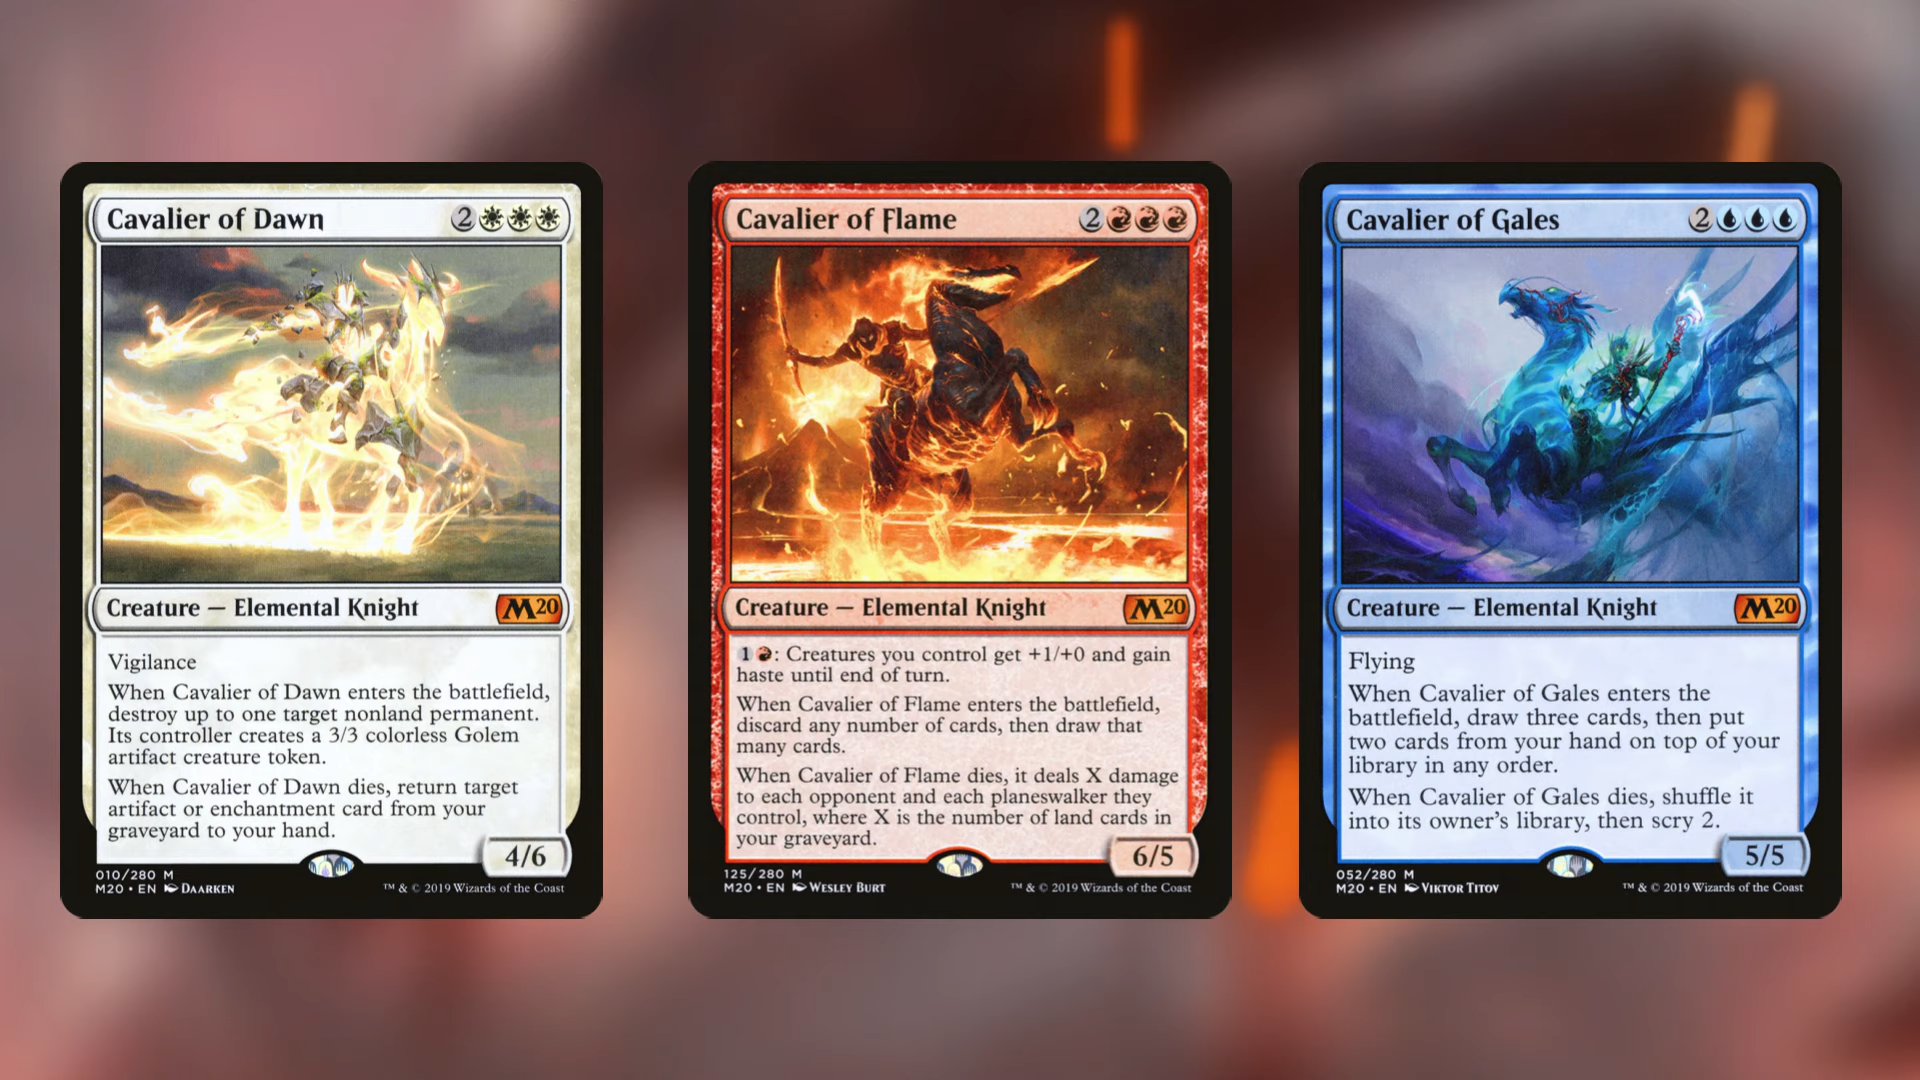 Cavalier of Dawn 2
Creature — Elemental Knight M20
Vigilance
When Cavalier of Dawn enters the battlefield,
destroy up to one target nonland permanent.
Its controller creates a 3/3 colorless Golem
artifact creature token.
When Cavalier of Dawn dies, return target
artifact or enchantment card from your
graveyard to your hand.
4/6
010/280 M
M20 • EN DAARKEN ™ & © 2019 Wizards of the Coast
Cavalier of Flame 2
Creature — Elemental Knight M20
1 : Creatures you control get +1/+0 and gain
haste until end of turn.
When Cavalier of Flame enters the battlefield,
discard any number of cards, then draw that
many cards.
When Cavalier of Flame dies, it deals X damage
to each opponent and each planeswalker they
control, where X is the number of land cards in
your graveyard.
6/5
125/280 M
M20 • EN WESLEY BURT ™ & © 2019 Wizards of the Coast
Cavalier of Gales 2
Creature — Elemental Knight M20
Flying
When Cavalier of Gales enters the
battlefield, draw three cards, then put
two cards from your hand on top of your
library in any order.
When Cavalier of Gales dies, shuffle it
into its owner's library, then scry 2.
5/5
052/280 M
M20 • EN VIKTOR TITOV ™ & © 2019 Wizards of the Coast